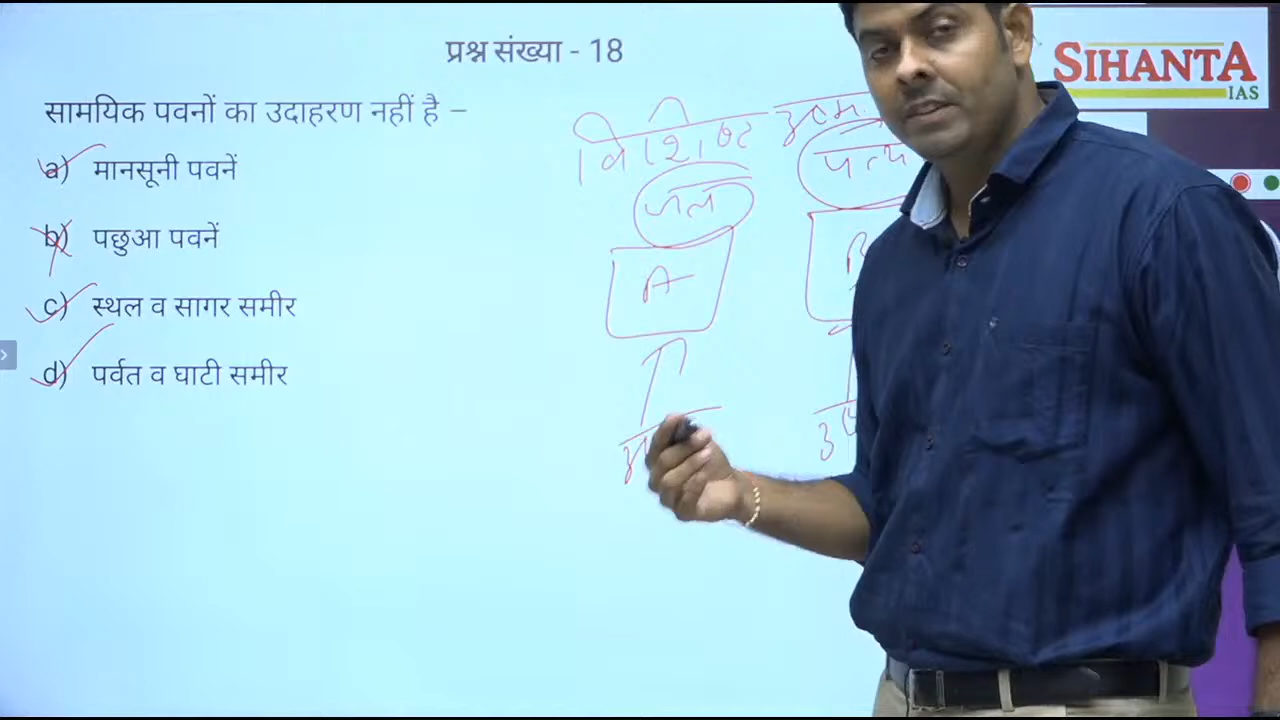 प्रश्न संख्या - 18
SIHANTA
IAS
सामयिक पवनों का उदाहरण नहीं है –
a) मानसूनी पवनें
b) पछुआ पवनें
c) स्थल व सागर समीर
d) पर्वत व घाटी समीर
विशिष्ट
जल
A